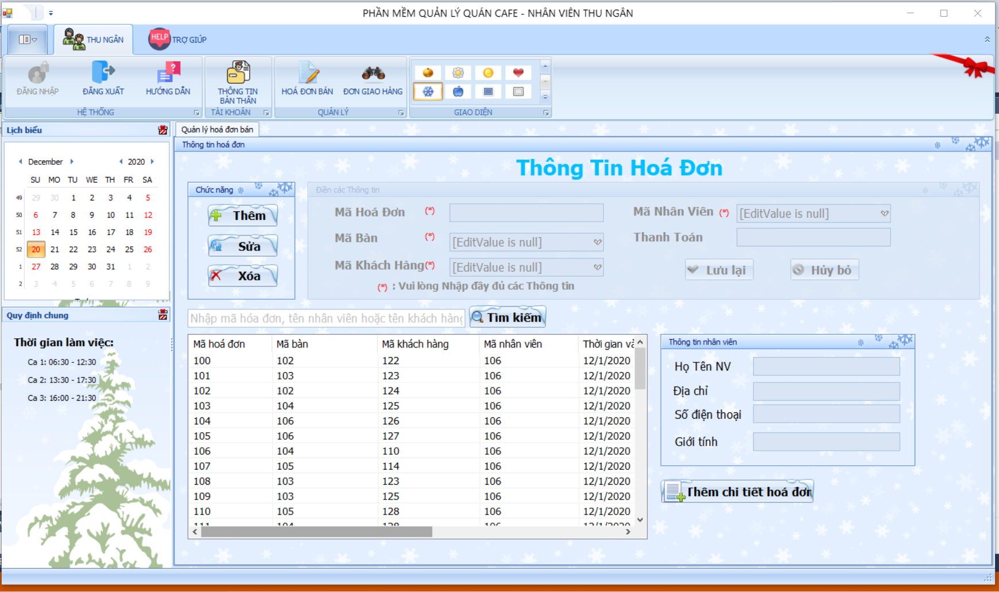 PHẦN MỀM QUẢN LÝ QUÁN CAFE - NHÂN VIÊN THU NGÂN
THU NGÂN
HELP TRỢ GIÚP
ĐĂNG NHẬP
ĐĂNG XUẤT
HƯỚNG DẪN
HỆ THỐNG
THÔNG TIN
BẢN THÂN
TÀI KHOẢN
HOÁ ĐƠN BÁN
ĐƠN GIAO HÀNG
QUẢN LÝ
GIAO DIỆN
Lịch biểu
December 2020
SU MO TU WE TH FR SA
49 29 30 1 2 3 4 5
50 6 7 8 9 10 11 12
51 13 14 15 16 17 18 19
52 20 21 22 23 24 25 26
1 27 28 29 30 31 1 2
2 3 4 5 6 7 8 9
Quy định chung
Thời gian làm việc:
Ca 1: 06:30 - 12:30
Ca 2: 13:30 - 17:30
Ca 3: 16:00 - 21:30
Quản lý hoá đơn bán
Thông tin hoá đơn
Thông Tin Hoá Đơn
Chức năng
Thêm
Sửa
Xóa
Điền các Thông tin
Mã Hoá Đơn (*)
Mã Bàn (*) [EditValue is null]
Mã Khách Hàng(*) [EditValue is null]
Mã Nhân Viên (*) [EditValue is null]
Thanh Toán
Lưu lại
Hủy bỏ
(*) : Vui lòng Nhập đầy đủ các Thông tin
Nhập mã hóa đơn, tên nhân viên hoặc tên khách hàng
Tìm kiếm
Mã hoá đơn Mã bàn Mã khách hàng Mã nhân viên Thời gian và
100 102 122 106 12/1/2020
101 103 123 106 12/1/2020
102 102 124 106 12/1/2020
103 104 125 106 12/1/2020
104 106 126 106 12/1/2020
105 106 127 106 12/1/2020
106 104 110 106 12/1/2020
107 105 114 106 12/1/2020
108 103 123 106 12/1/2020
109 103 125 106 12/1/2020
110 105 128 106 12/1/2020
111 104 128 106 12/1/2020
Thông tin nhân viên
Họ Tên NV
Địa chỉ
Số điện thoại
Giới tính
Thêm chi tiết hoá đơn